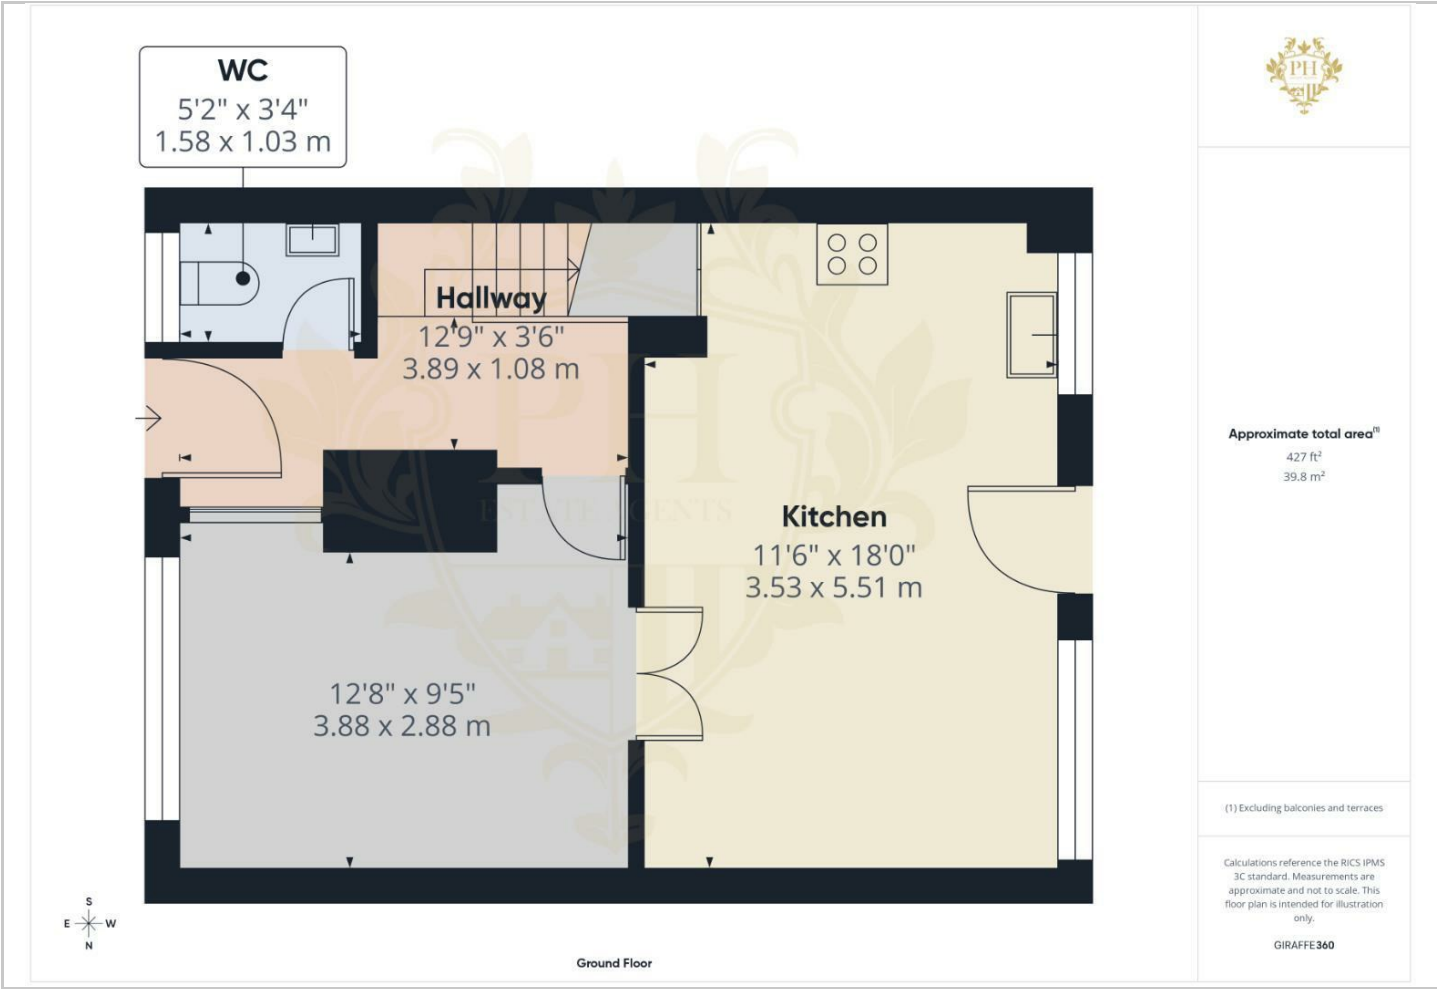 WC
5'2" x 3'4"
1.58 x 1.03 m
PH
Hallway
12'9" x 3'6"
3.89 x 1.08 m
PH
ESTATE AGENTS
Kitchen
11'6" x 18'0"
3.53 x 5.51 m
12'8" x 9'5"
3.88 x 2.88 m
Approximate total area(1)
427 ft²
39.8 m²
(1) Excluding balconies and terraces
Calculations reference the RICS IPMS
3C standard. Measurements are
approximate and not to scale. This
floor plan is intended for illustration
only.
GIRAFFE360
S
E W
N
Ground Floor